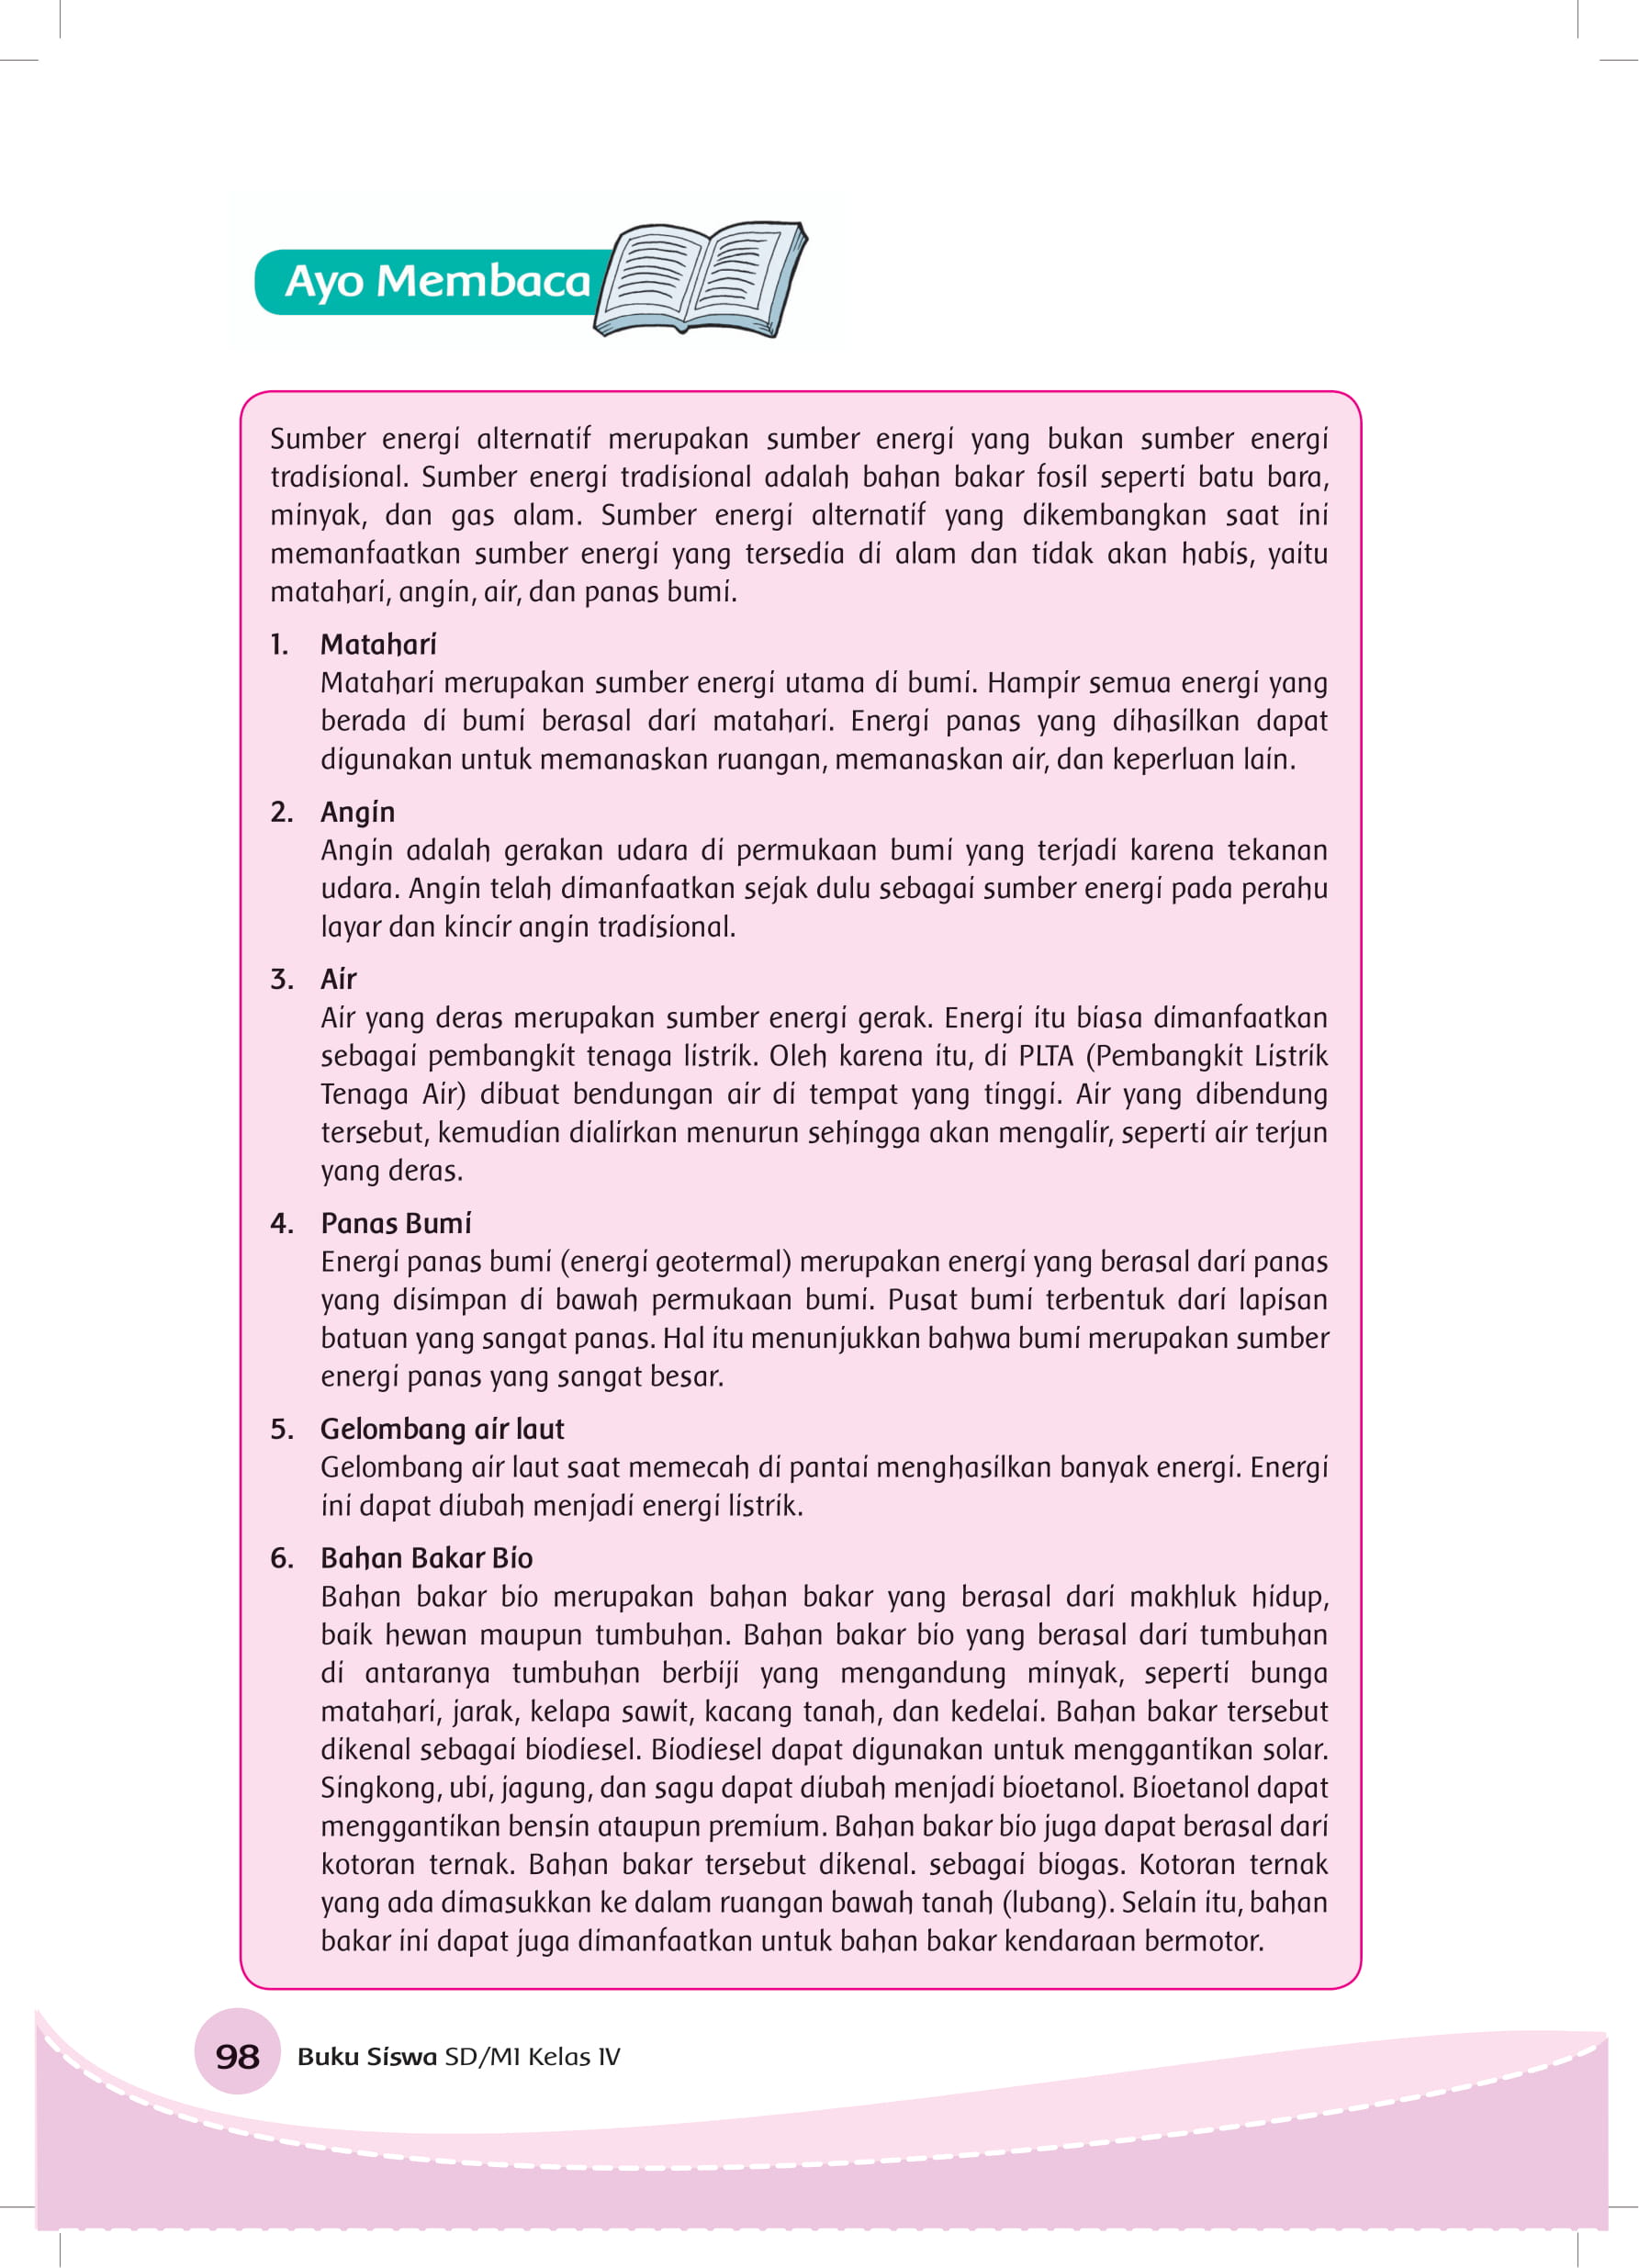 Ayo Membaca
Sumber energi alternatif merupakan sumber energi yang bukan sumber energi
tradisional. Sumber energi tradisional adalah bahan bakar fosil seperti batu bara,
minyak, dan gas alam. Sumber energi alternatif yang dikembangkan saat ini
memanfaatkan sumber energi yang tersedia di alam dan tidak akan habis, yaitu
matahari, angin, air, dan panas bumi.
1. Matahari
Matahari merupakan sumber energi utama di bumi. Hampir semua energi yang
berada di bumi berasal dari matahari. Energi panas yang dihasilkan dapat
digunakan untuk memanaskan ruangan, memanaskan air, dan keperluan lain.
2. Angin
Angin adalah gerakan udara di permukaan bumi yang terjadi karena tekanan
udara. Angin telah dimanfaatkan sejak dulu sebagai sumber energi pada perahu
layar dan kincir angin tradisional.
3. Air
Air yang deras merupakan sumber energi gerak. Energi itu biasa dimanfaatkan
sebagai pembangkit tenaga listrik. Oleh karena itu, di PLTA (Pembangkit Listrik
Tenaga Air) dibuat bendungan air di tempat yang tinggi. Air yang dibendung
tersebut, kemudian dialirkan menurun sehingga akan mengalir, seperti air terjun
yang deras.
4. Panas Bumi
Energi panas bumi (energi geotermal) merupakan energi yang berasal dari panas
yang disimpan di bawah permukaan bumi. Pusat bumi terbentuk dari lapisan
batuan yang sangat panas. Hal itu menunjukkan bahwa bumi merupakan sumber
energi panas yang sangat besar.
5. Gelombang air laut
Gelombang air laut saat memecah di pantai menghasilkan banyak energi. Energi
ini dapat diubah menjadi energi listrik.
6. Bahan Bakar Bio
Bahan bakar bio merupakan bahan bakar yang berasal dari makhluk hidup,
baik hewan maupun tumbuhan. Bahan bakar bio yang berasal dari tumbuhan
di antaranya tumbuhan berbiji yang mengandung minyak, seperti bunga
matahari, jarak, kelapa sawit, kacang tanah, dan kedelai. Bahan bakar tersebut
dikenal sebagai biodiesel. Biodiesel dapat digunakan untuk menggantikan solar.
Singkong, ubi, jagung, dan sagu dapat diubah menjadi bioetanol. Bioetanol dapat
menggantikan bensin ataupun premium. Bahan bakar bio juga dapat berasal dari
kotoran ternak. Bahan bakar tersebut dikenal. sebagai biogas. Kotoran ternak
yang ada dimasukkan ke dalam ruangan bawah tanah (lubang). Selain itu, bahan
bakar ini dapat juga dimanfaatkan untuk bahan bakar kendaraan bermotor.
98 Buku Siswa SD/MI Kelas IV